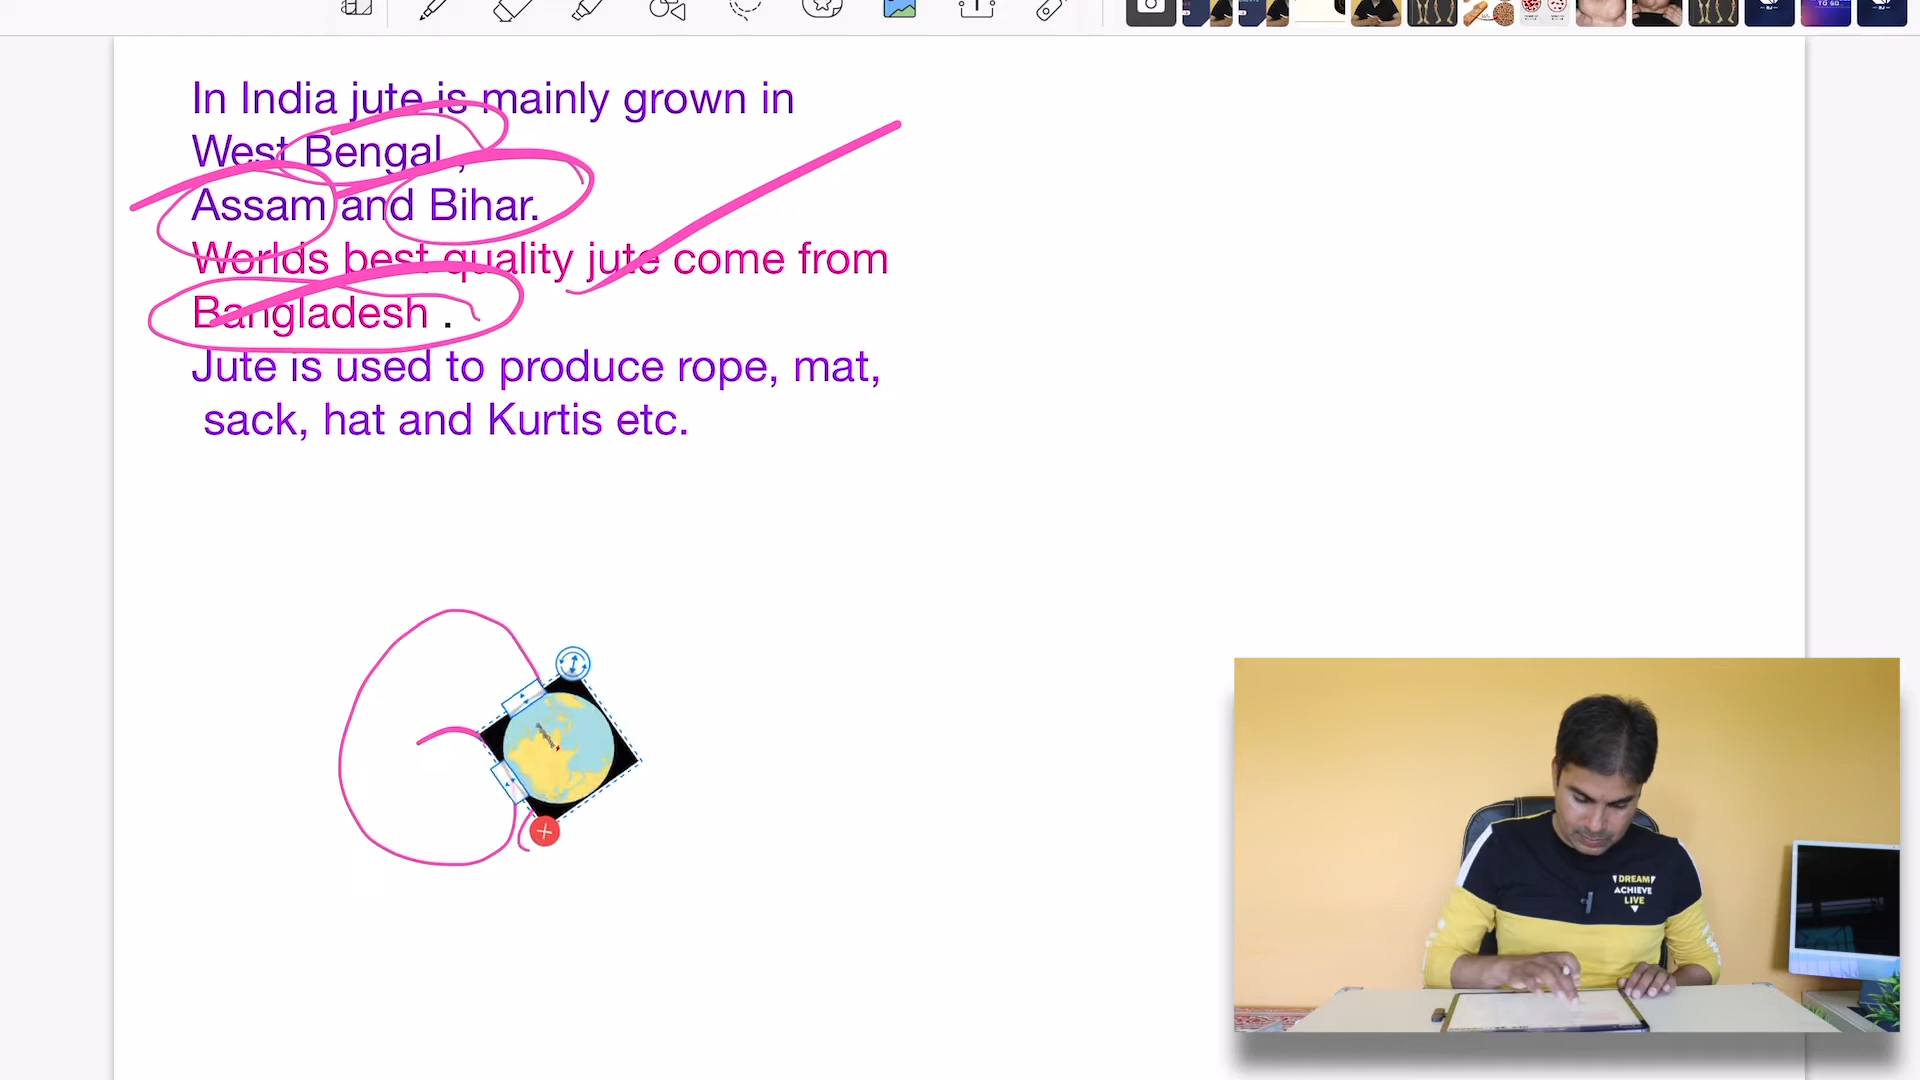 In India jute is mainly grown in
West Bengal ,
Assam and Bihar.
Worlds best quality jute come from
Bangladesh .
Jute is used to produce rope, mat,
sack, hat and Kurtis etc.
DREAM
ACHIEVE
LIVE